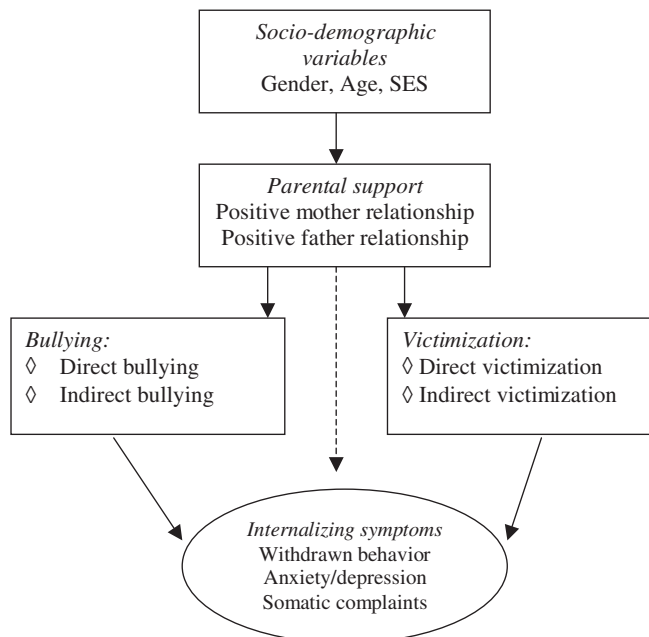 Socio-demographic
variables
Gender, Age, SES
Parental support
Positive mother relationship
Positive father relationship
Bullying:
◊ Direct bullying
◊ Indirect bullying
Victimization:
◊ Direct victimization
◊ Indirect victimization
Internalizing symptoms
Withdrawn behavior
Anxiety/depression
Somatic complaints